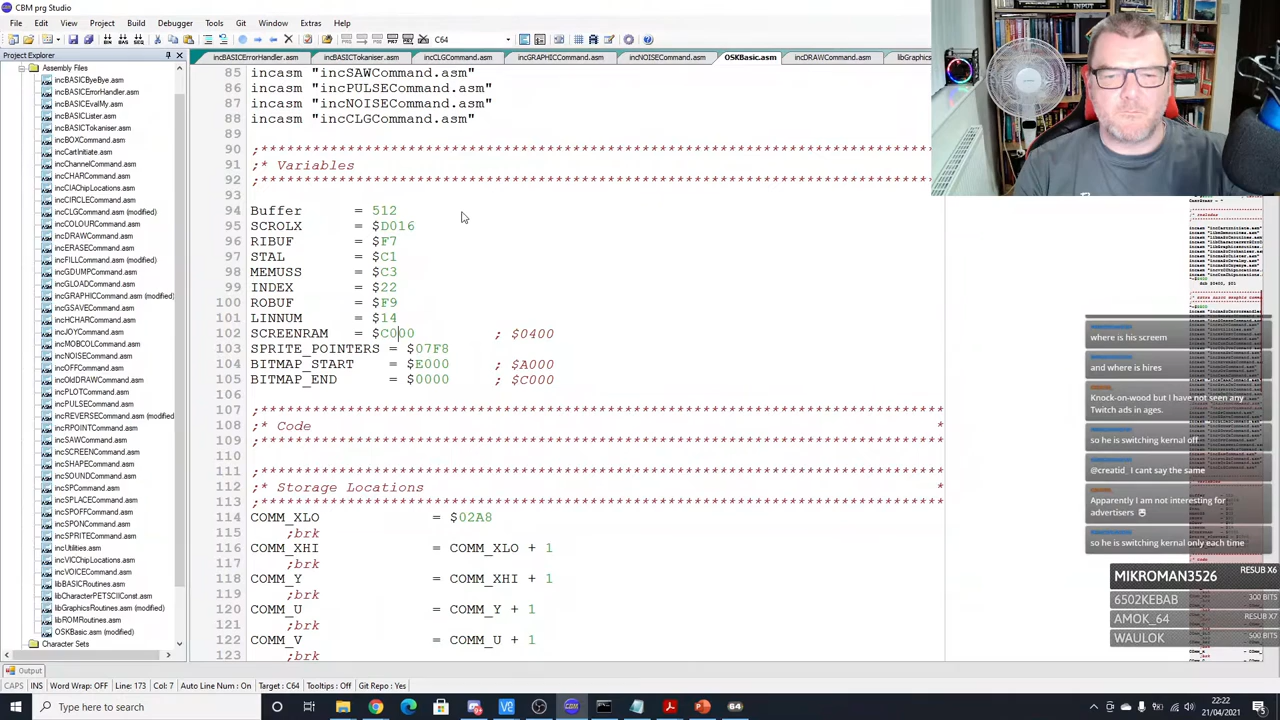 CBM prg Studio
File Edit View Project Build Debugger Tools Git Window Extras Help
C64
Project Explorer
incBASICErrorHandler.asm incBASICTokaniser.asm incCLGCommand.asm incGRAPHICCommand.asm incNOISECommand.asm OSKBasic.asm incDRAWCommand.asm libGraphics
Assembly Files
incBASICByeBye.asm
incBASICErrorHandler.asm
incBASICEvalMy.asm
incBASICLister.asm
incBASICTokaniser.asm
incBOXCommand.asm
incCartInitiate.asm
incChannelCommand.asm
incCHARCommand.asm
incCIAChipLocations.asm
incCIRCLECommand.asm
incCLGCommand.asm (modified)
incCOLOURCommand.asm
incDRAWCommand.asm
incERASECommand.asm
incFILLCommand.asm (modified)
incGDUMPCommand.asm
incGRAPHICCommand.asm (modified)
incHCHARCommand.asm
incJOYCommand.asm
incMOBCOLCommand.asm
incNOISECommand.asm
incOFFCommand.asm
incOldDRAWCommand.asm
incPLOTCommand.asm
incPULSECommand.asm
incREVERSECommand.asm (modified)
incRPOINTCommand.asm
incSAWCommand.asm
incSCREENCommand.asm
incSHAPECommand.asm
incSOUNDCommand.asm
incSPCommand.asm
incSPLACECommand.asm
incSPOFFCommand.asm
incSPONCommand.asm
incSPRITECommand.asm
incUtilities.asm
incVICChipLocations.asm
incVOICECommand.asm
libBASICRoutines.asm
libCharacterPETSCIIConst.asm
libGraphicsRoutines.asm (modified)
libROMRoutines.asm
OSKBasic.asm (modified)
Character Sets
85 incasm "incSAWCommand.asm"
86 incasm "incPULSECommand.asm"
87 incasm "incNOISECommand.asm"
88 incasm "incCLGCommand.asm"
89
90 ;********************************************************************************
91 ;* Variables
92 ;********************************************************************************
93
94 Buffer = 512
95 SCROLX = $D016
96 RIBUF = $F7
97 STAL = $C1
98 MEMUSS = $C3
99 INDEX = $22
100 ROBUF = $F9
101 LINNUM = $14
102 SCREENRAM = $C000 ; $0400
103 SPRITE_POINTERS = $07F8
104 BITMAP_START = $E000 ; $A000
105 BITMAP_END = $0000 ; $C000
106
107 ;********************************************************************************
108 ;* Code *
109 ;********************************************************************************
110
111 ;********************************************************************************
112 ;* Storage Locations *
113 ;********************************************************************************
114 COMM_XLO = $02A8
115 ;brk
116 COMM_XHI = COMM_XLO + 1
117 ;brk
118 COMM_Y = COMM_XHI + 1
119 ;brk
120 COMM_U = COMM_Y + 1
121 ;brk
122 COMM_V = COMM_U + 1
123 ;brk
where is his screem
and where is hires
Knock-on-wood but I have not seen any
Twitch ads in ages.
so he is switching kernal off
@creatid_ I cant say the same
Apparently I am not interesting for
advertisers
so he is switching kernal only each time
MIKROMAN3526 RESUB X6
6502KEBAB 300 BITS
AMOK_64 RESUB X7
WAULOK 500 BITS
Output
CAPS INS Word Wrap: OFF Line: 173 Col: 7 Auto Line Num : On Target : C64 Tooltips : Off Git Repo : Yes
Type here to search
22:22
21/04/2021